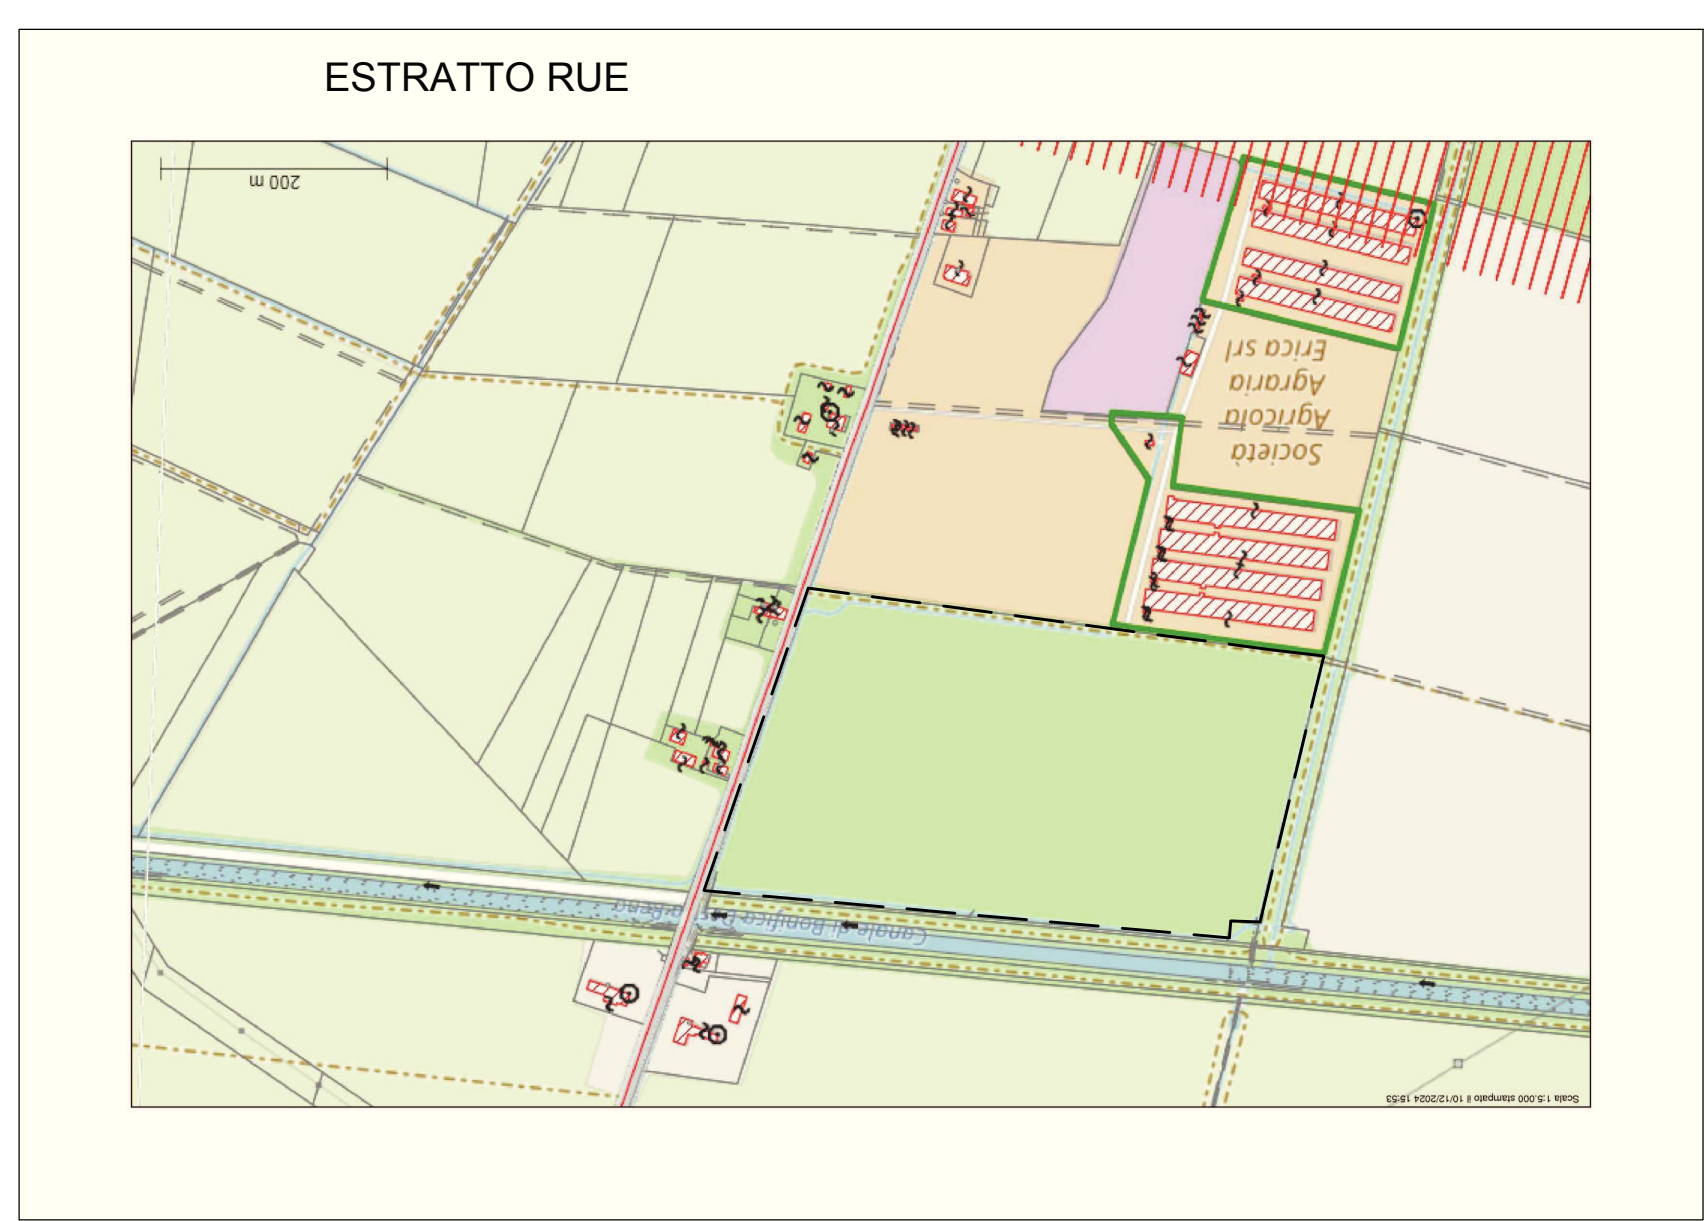 ESTRATTO RUE
200 m
Società
Agricola
Agraria
Erica srl
Canale di Bonifica
Reno
Scala 1:5.000 stampato il 10/12/2024 15:53